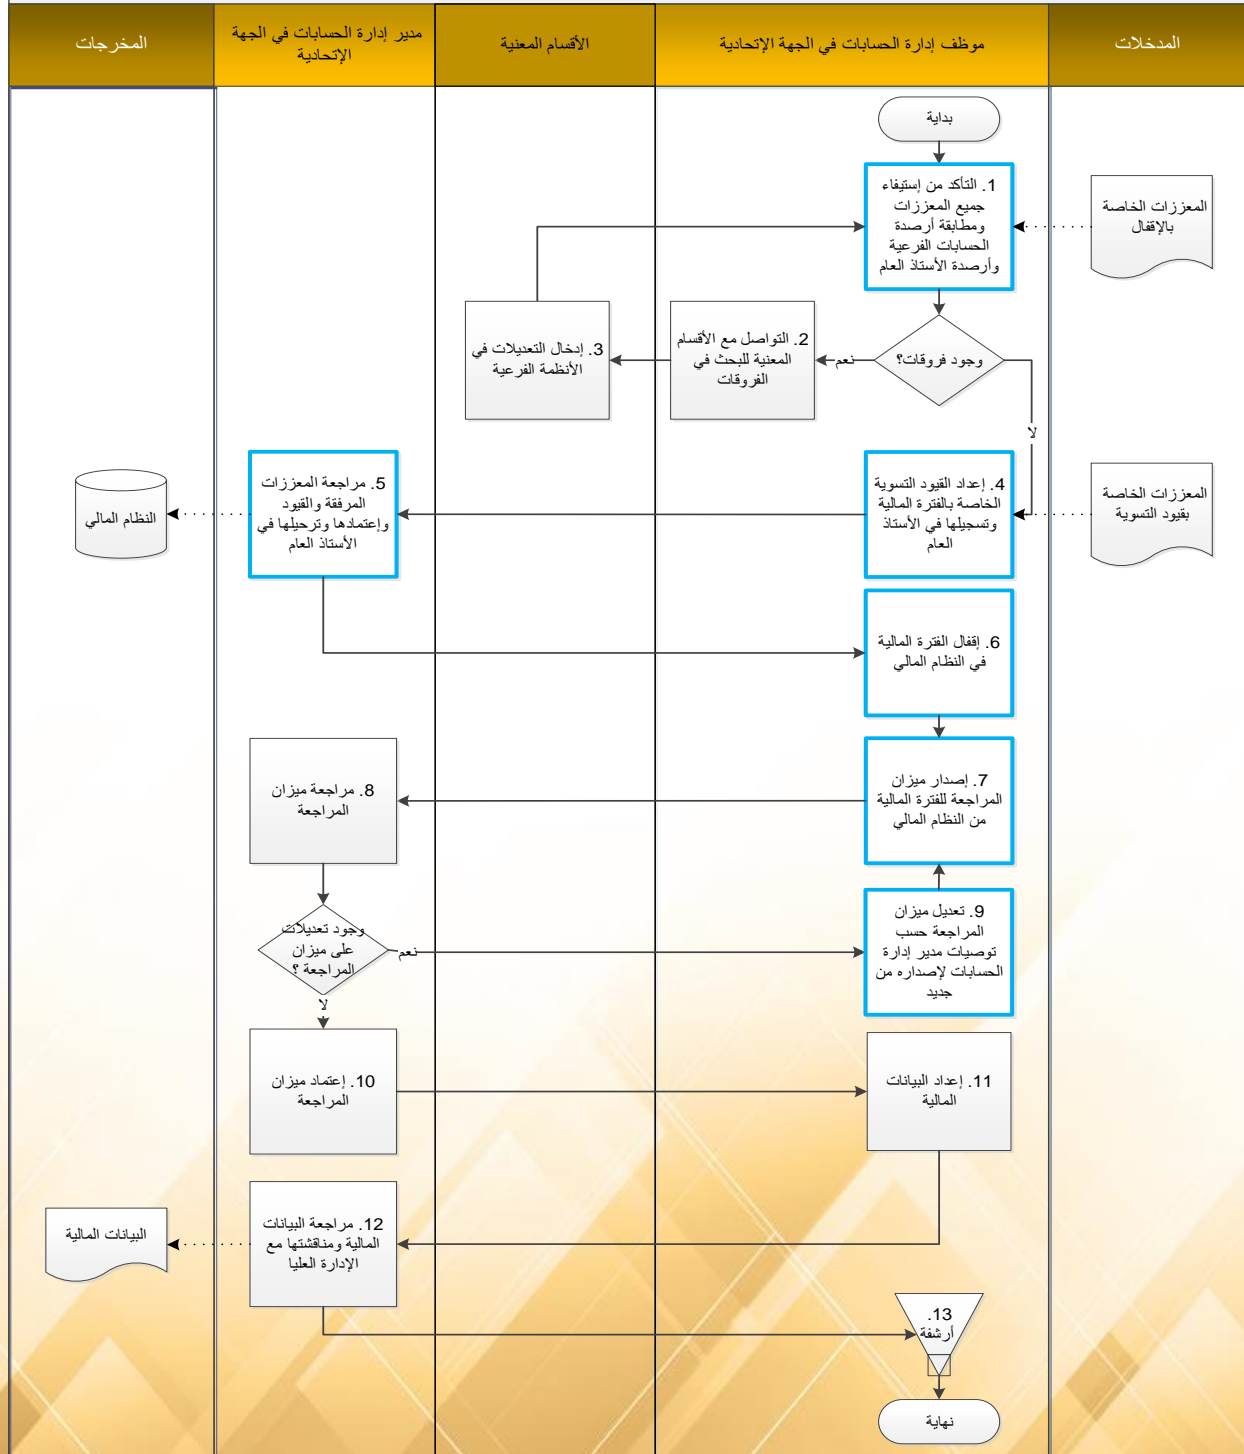 المدخلات
موظف إدارة الحسابات في الجهة الإتحادية
الأقسام المعنية
مدير إدارة الحسابات في الجهة
الإتحادية
المخرجات
بداية
المعززات الخاصة
بالإقفال
1. التأكد من إستيفاء
جميع المعززات
ومطابقة أرصدة
الحسابات الفرعية
وأرصدة الأستاذ العام
وجود فروقات؟
نعم
لا
2. التواصل مع الأقسام
المعنية للبحث في
الفروقات
3. إدخال التعديلات في
الأنظمة الفرعية
المعززات الخاصة
بقيود التسوية
4. إعداد القيود التسوية
الخاصة بالفترة المالية
وتسجيلها في الأستاذ
العام
5. مراجعة المعززات
المرفقة والقيود
وإعتمادها وترحيلها في
الأستاذ العام
النظام المالي
6. إقفال الفترة المالية
في النظام المالي
7. إصدار ميزان
المراجعة للفترة المالية
من النظام المالي
8. مراجعة ميزان
المراجعة
وجود تعديلات
على ميزان
المراجعة ؟
نعم
لا
9. تعديل ميزان
المراجعة حسب
توصيات مدير إدارة
الحسابات لإصداره من
جديد
10. إعتماد ميزان
المراجعة
11. إعداد البيانات
المالية
12. مراجعة البيانات
المالية ومناقشتها مع
الإدارة العليا
البيانات المالية
13.
أرشفة
نهاية